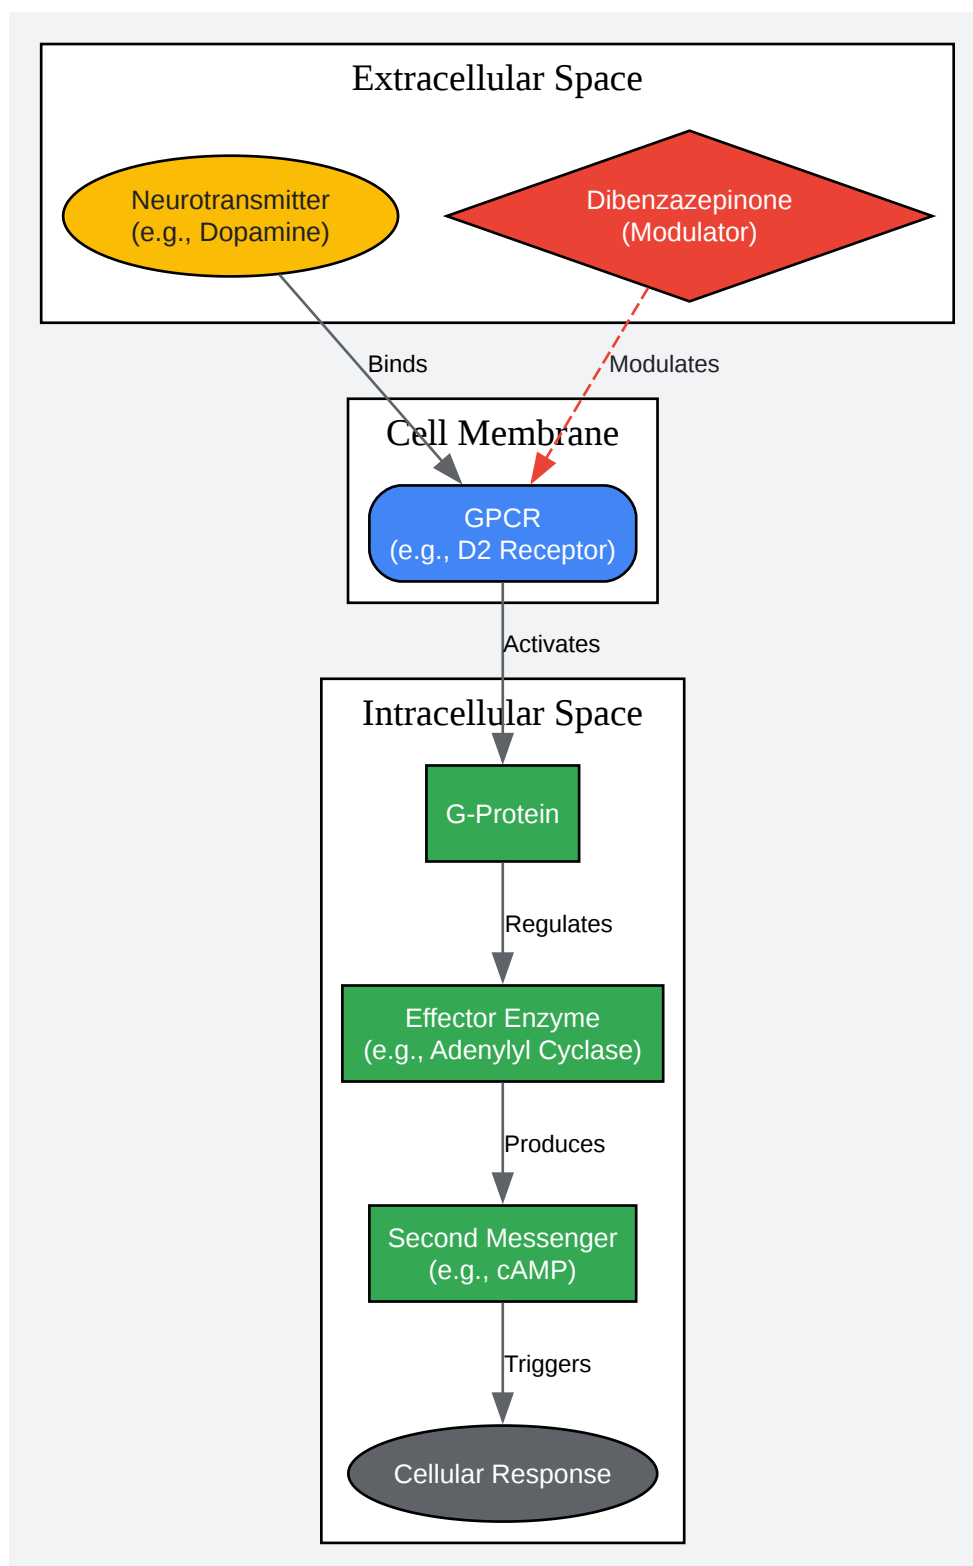 Extracellular Space
Neurotransmitter
(e.g., Dopamine)
Dibenzazepinone
(Modulator)
Binds
Modulates
Cell Membrane
GPCR
(e.g., D2 Receptor)
Activates
Intracellular Space
G-Protein
Regulates
Effector Enzyme
(e.g., Adenylyl Cyclase)
Produces
Second Messenger
(e.g., cAMP)
Triggers
Cellular Response